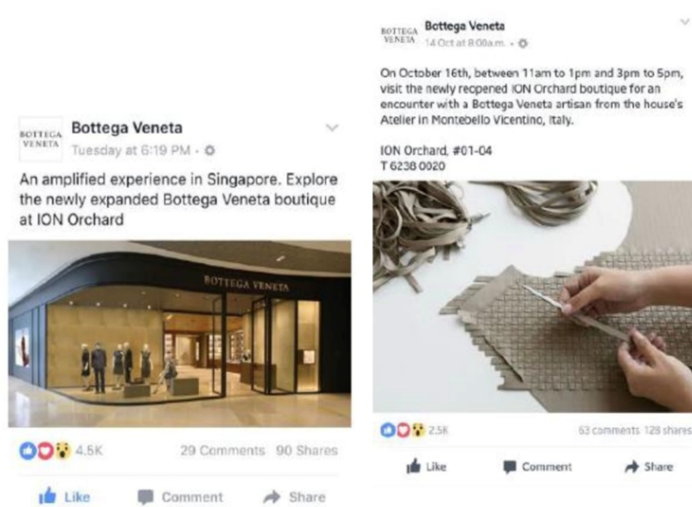 BOTTEGA
VENETA
Bottega Veneta
Tuesday at 6:19 PM
An amplified experience in Singapore. Explore
the newly expanded Bottega Veneta boutique
at ION Orchard
BOTTEGA VENETA
4.5K
29 Comments 90 Shares
Like
Comment
Share
BOTTEGA
VENETA
Bottega Veneta
14 Oct at 8:00a.m.
On October 16th, between 11am to 1pm and 3pm to 5pm,
visit the newly reopened ION Orchard boutique for an
encounter with a Bottega Veneta artisan from the house's
Atelier in Montebello Vicentino, Italy.
ION Orchard, #01-04
T 6238 0020
2.5K
63 comments 128 shares
Like
Comment
Share